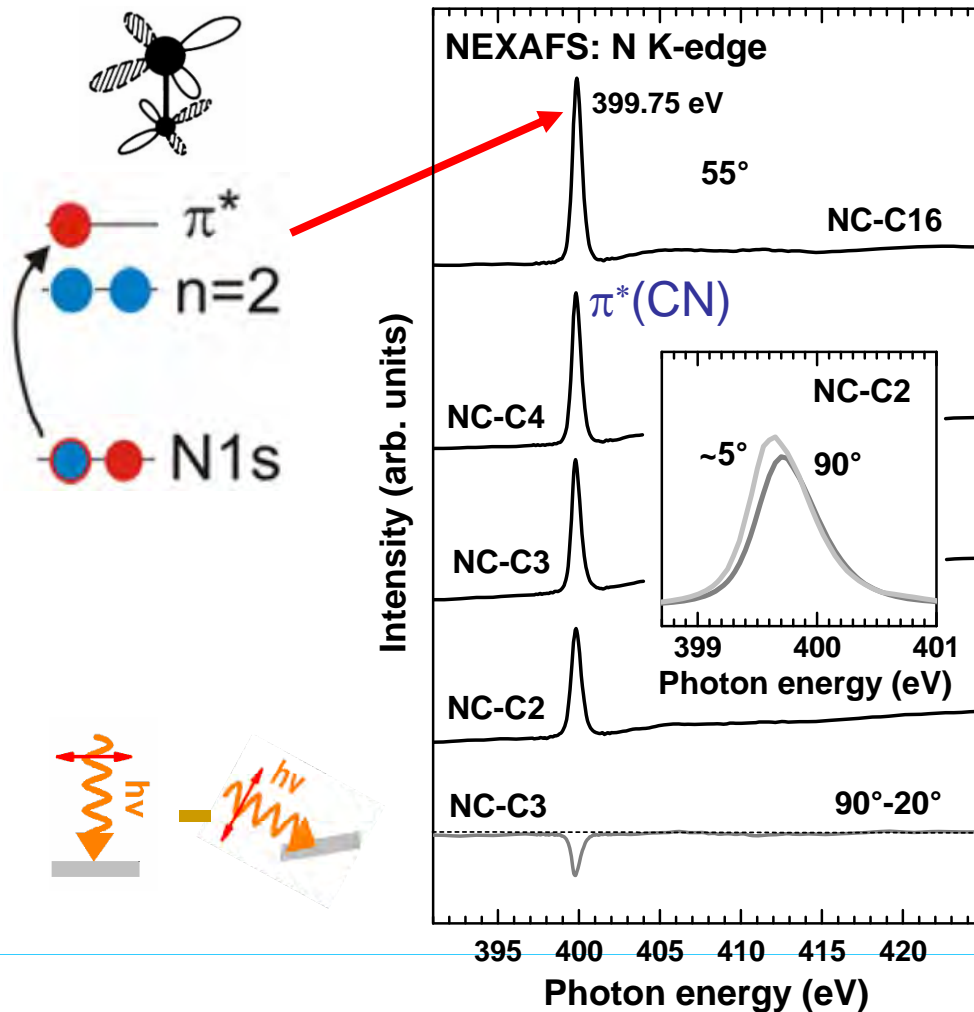 NEXAFS: N K-edge
399.75 eV
55°
NC-C16
π*
n=2
N1s
π*(CN)
NC-C4
NC-C3
NC-C2
NC-C2
~5°
90°
399 400 401
Photon energy (eV)
NC-C3
90°-20°
hν
hν
Intensity (arb. units)
395 400 405 410 415 420
Photon energy (eV)